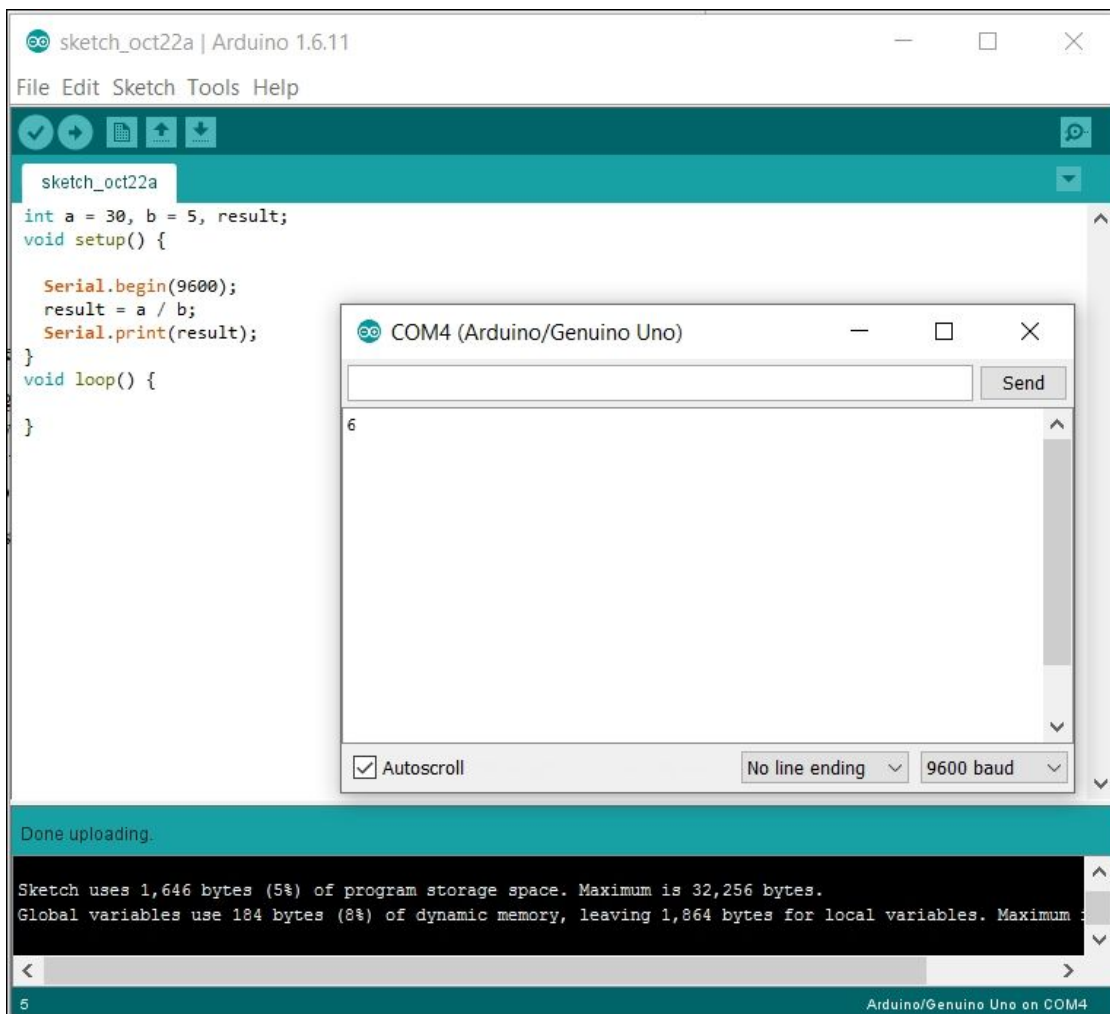 sketch_oct22a | Arduino 1.6.11
File Edit Sketch Tools Help
sketch_oct22a
int a = 30, b = 5, result;
void setup() {
  Serial.begin(9600);
  result = a / b;
  Serial.print(result);
}
void loop() {
}
COM4 (Arduino/Genuino Uno)
Send
6
Autoscroll
No line ending
9600 baud
Done uploading.
Sketch uses 1,646 bytes (5%) of program storage space. Maximum is 32,256 bytes.
Global variables use 184 bytes (8%) of dynamic memory, leaving 1,864 bytes for local variables. Maximum
5
Arduino/Genuino Uno on COM4